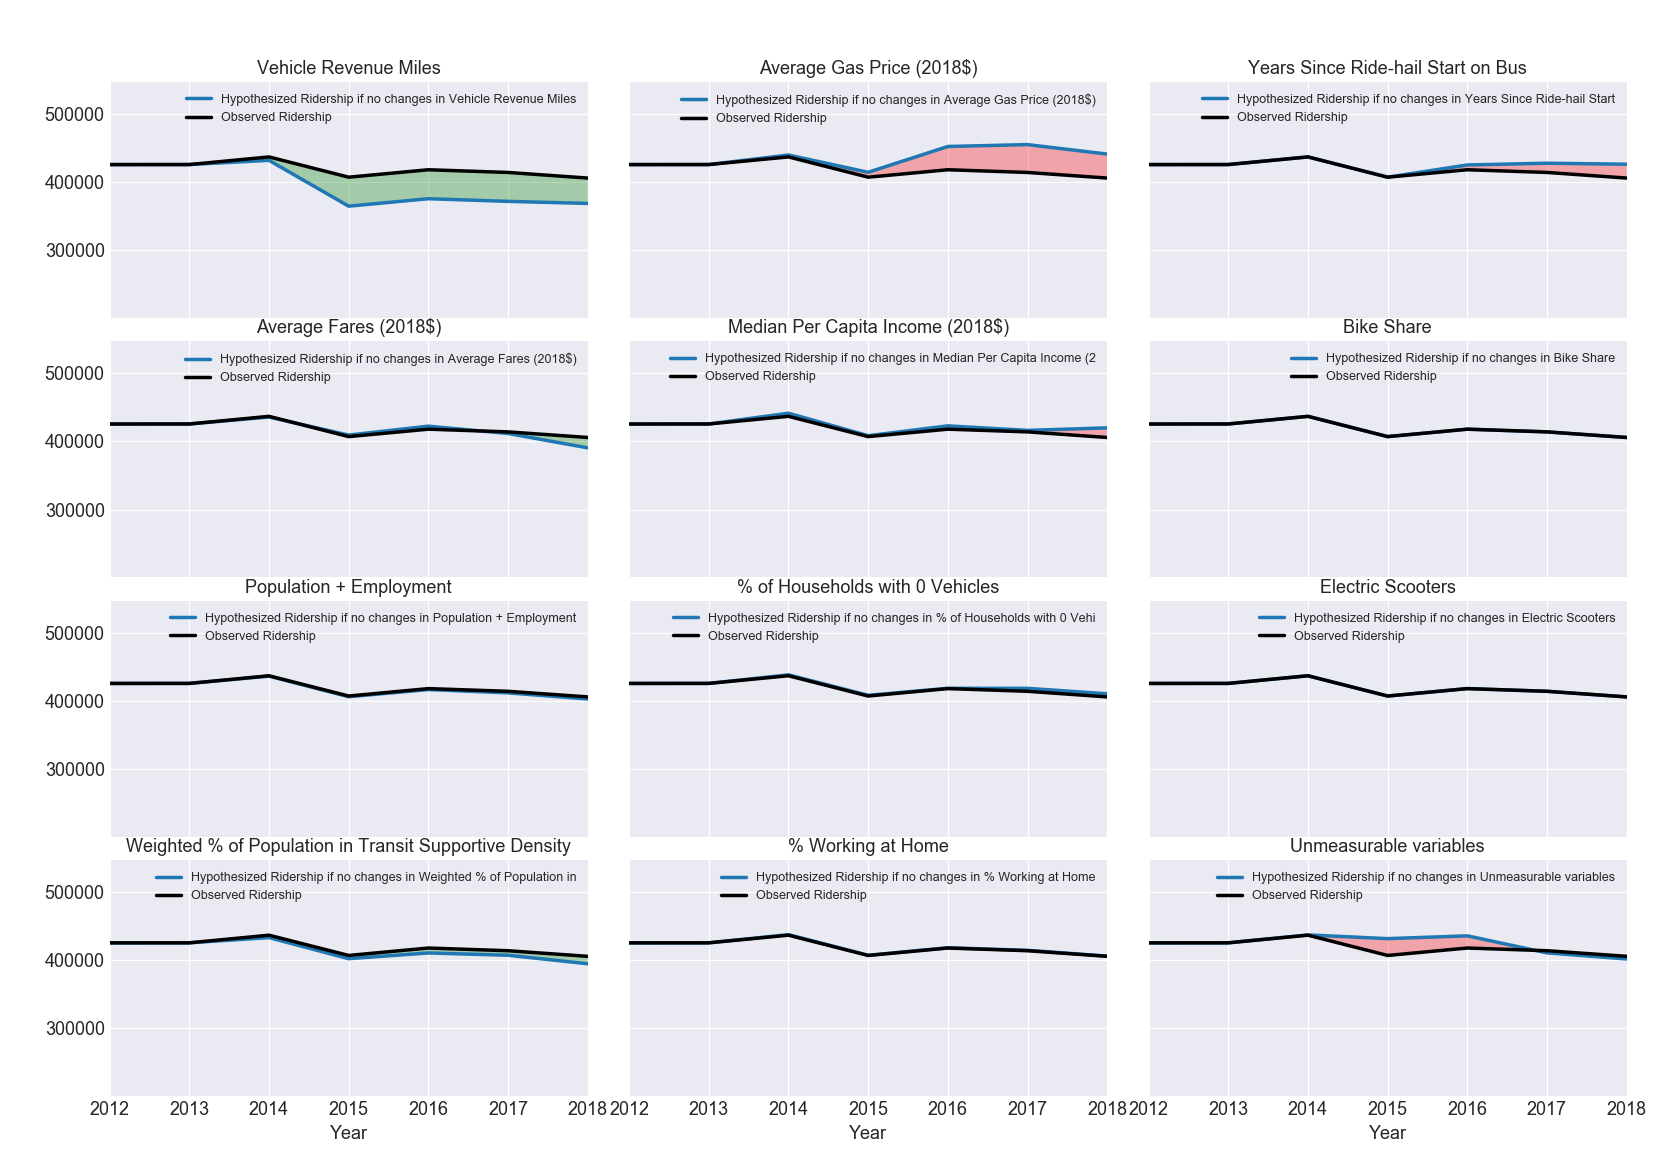 Vehicle Revenue Miles
Hypothesized Ridership if no changes in Vehicle Revenue Miles
Observed Ridership
500000
400000
300000
Average Gas Price (2018$)
Hypothesized Ridership if no changes in Average Gas Price (2018$)
Observed Ridership
Years Since Ride-hail Start on Bus
Hypothesized Ridership if no changes in Years Since Ride-hail Start
Observed Ridership
Average Fares (2018$)
Hypothesized Ridership if no changes in Average Fares (2018$)
Observed Ridership
500000
400000
300000
Median Per Capita Income (2018$)
Hypothesized Ridership if no changes in Median Per Capita Income (2
Observed Ridership
Bike Share
Hypothesized Ridership if no changes in Bike Share
Observed Ridership
Population + Employment
Hypothesized Ridership if no changes in Population + Employment
Observed Ridership
500000
400000
300000
% of Households with 0 Vehicles
Hypothesized Ridership if no changes in % of Households with 0 Vehi
Observed Ridership
Electric Scooters
Hypothesized Ridership if no changes in Electric Scooters
Observed Ridership
Weighted % of Population in Transit Supportive Density
Hypothesized Ridership if no changes in Weighted % of Population in
Observed Ridership
500000
400000
300000
2012 2013 2014 2015 2016 2017 2018
Year
% Working at Home
Hypothesized Ridership if no changes in % Working at Home
Observed Ridership
2012 2013 2014 2015 2016 2017 2018
Year
Unmeasurable variables
Hypothesized Ridership if no changes in Unmeasurable variables
Observed Ridership
2012 2013 2014 2015 2016 2017 2018
Year